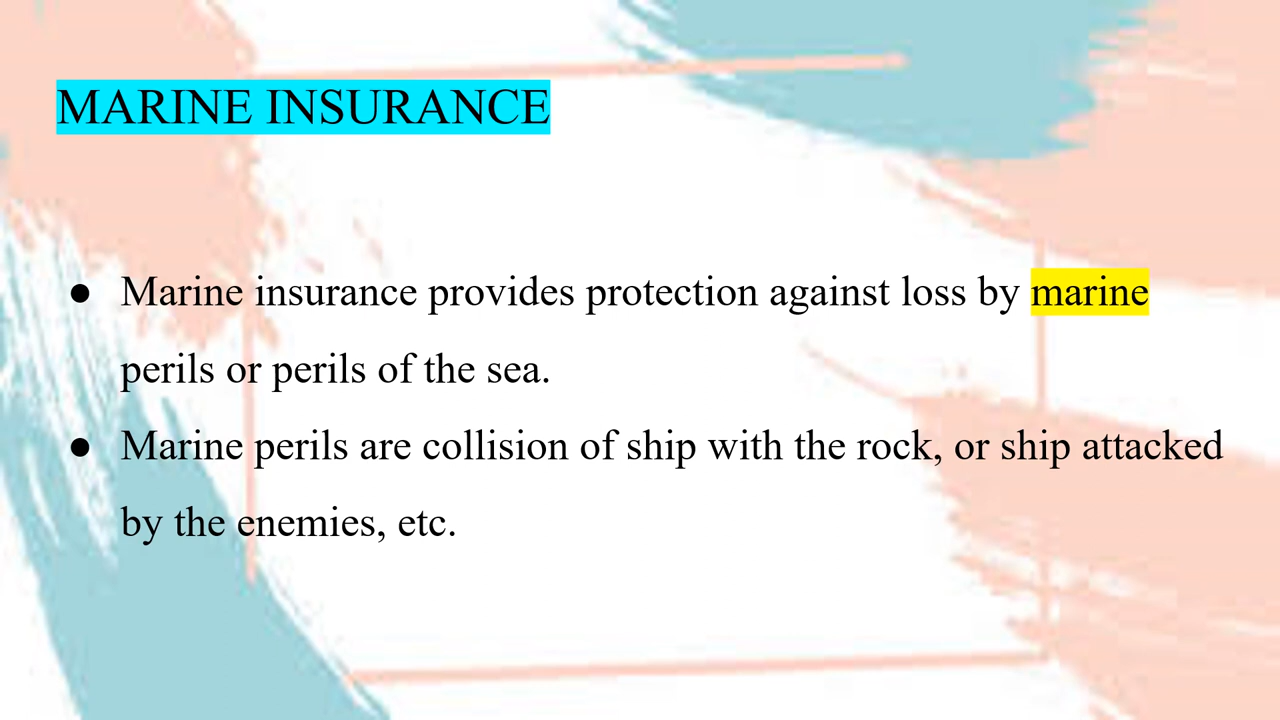 MARINE INSURANCE
● Marine insurance provides protection against loss by marine
perils or perils of the sea.
● Marine perils are collision of ship with the rock, or ship attacked
by the enemies, etc.